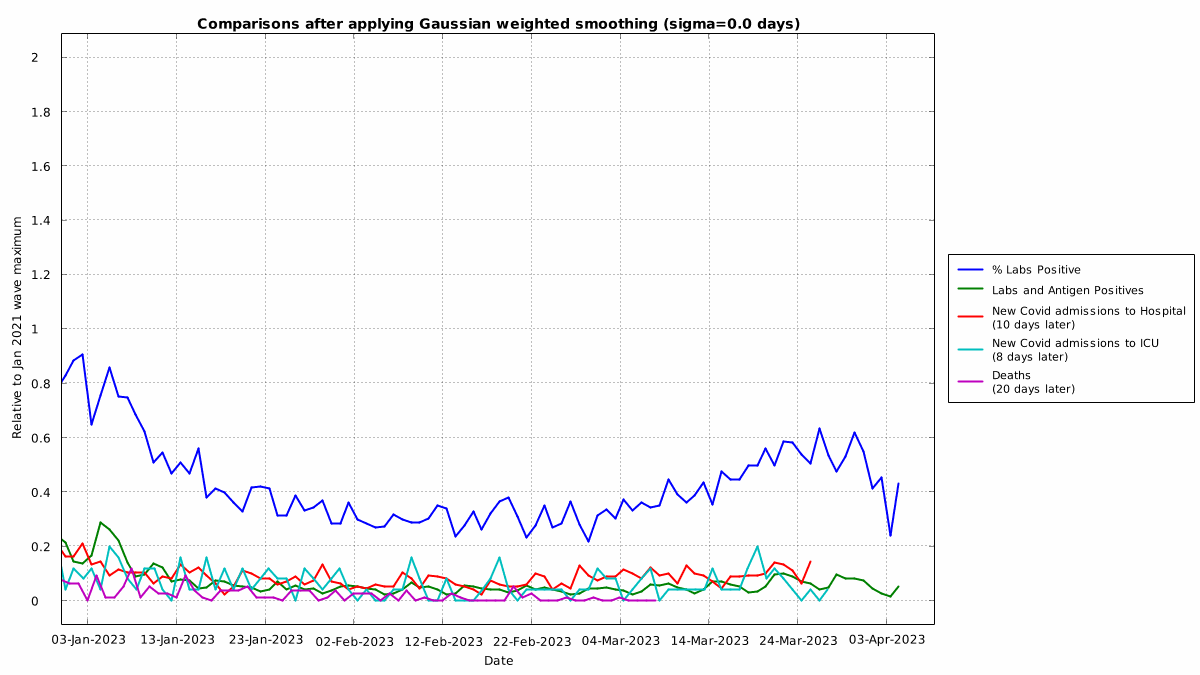 Comparisons after applying Gaussian weighted smoothing (sigma=0.0 days)
Relative to Jan 2021 wave maximum
2
1.8
1.6
1.4
1.2
1
0.8
0.6
0.4
0.2
0
03-Jan-2023
13-Jan-2023
23-Jan-2023
02-Feb-2023
12-Feb-2023
22-Feb-2023
04-Mar-2023
14-Mar-2023
24-Mar-2023
03-Apr-2023
Date
% Labs Positive
Labs and Antigen Positives
New Covid admissions to Hospital
(10 days later)
New Covid admissions to ICU
(8 days later)
Deaths
(20 days later)